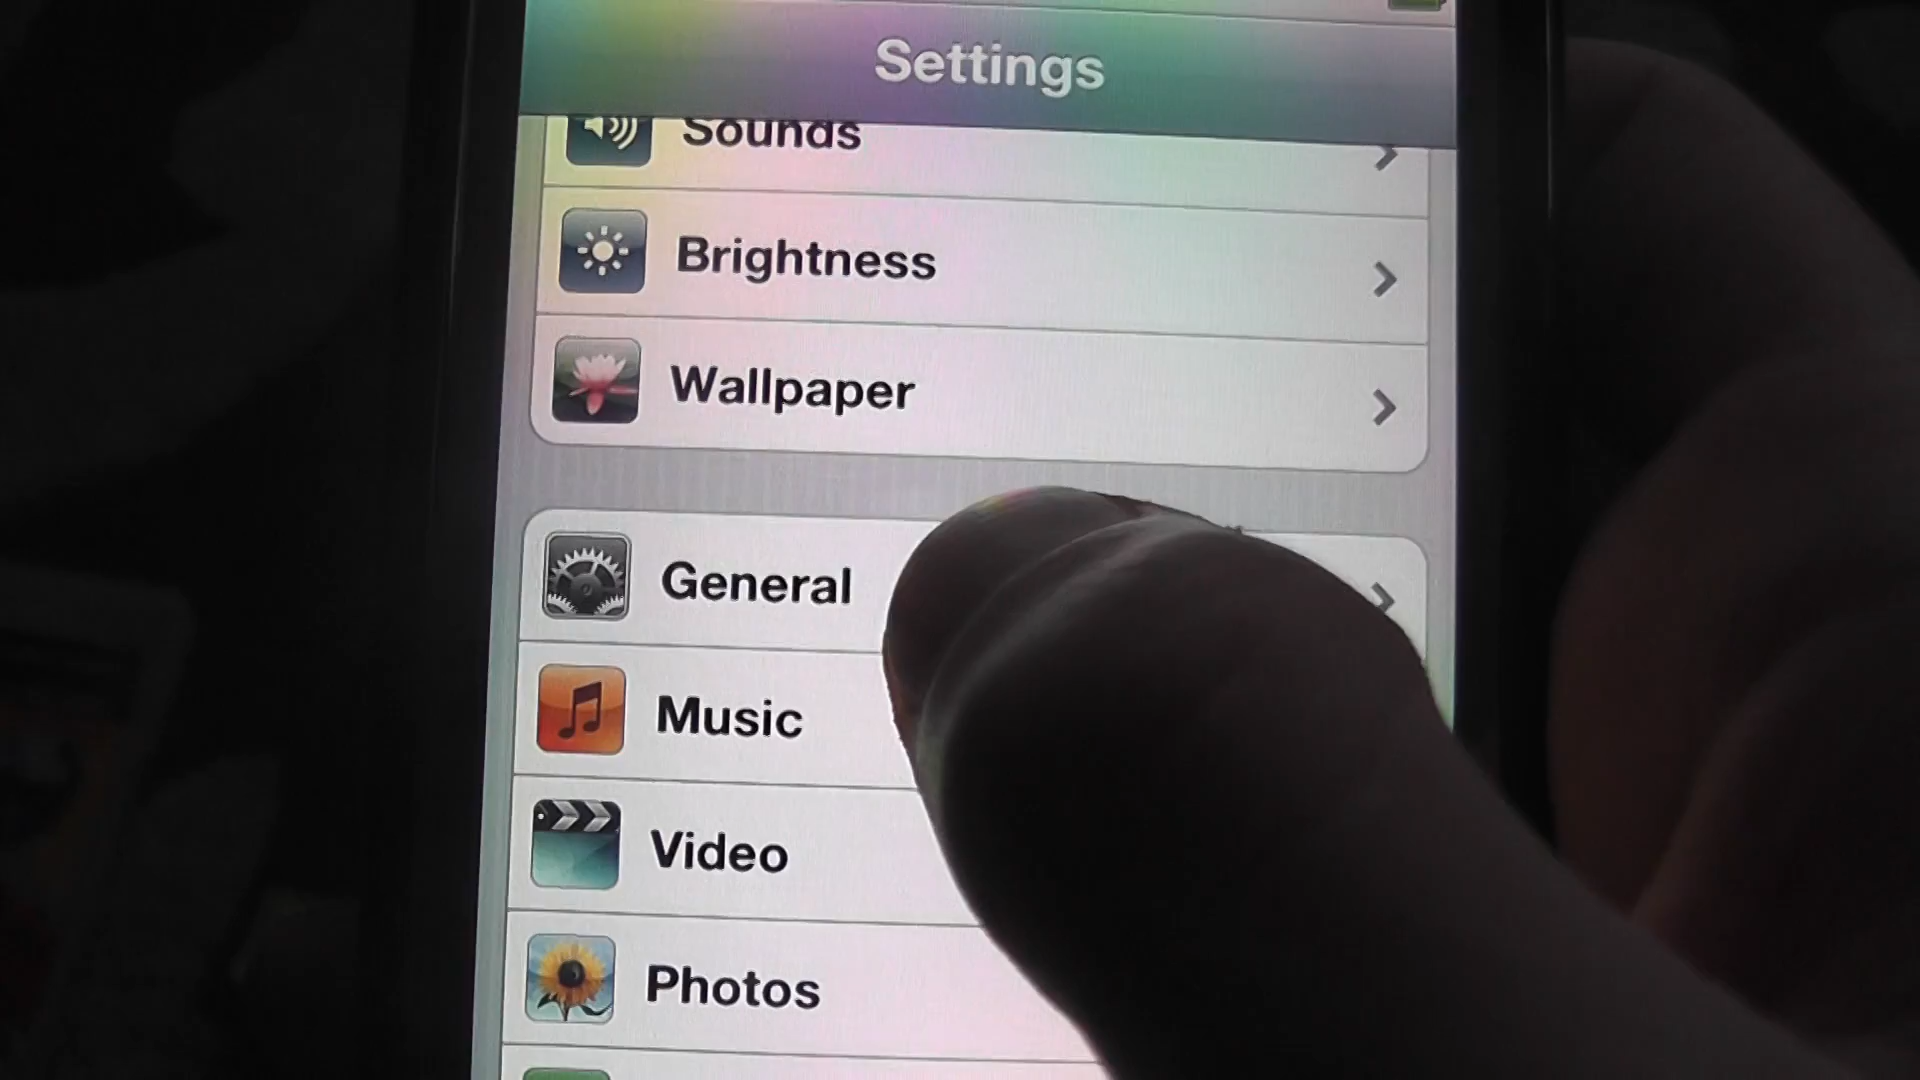 Settings
Sounds
Brightness
Wallpaper
General
Music
Video
Photos